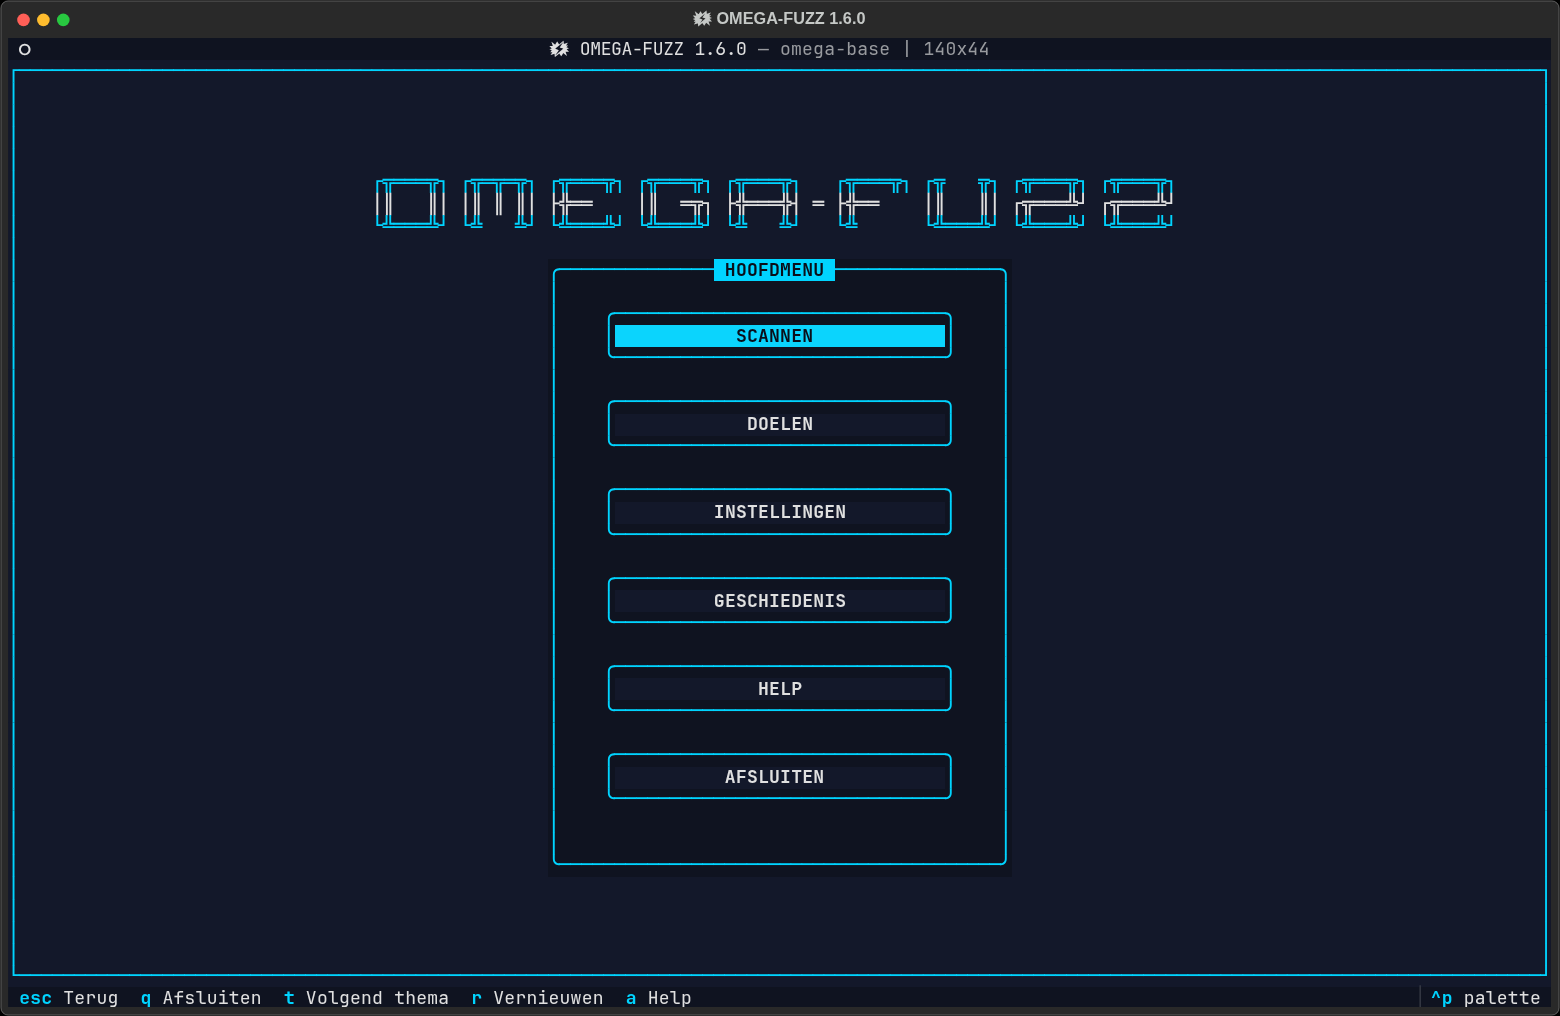 OMEGA-FUZZ 1.6.0
OMEGA-FUZZ 1.6.0 — omega-base | 140x44
OMEGA-FUZZ
HOOFDMENU
SCANNEN
DOELEN
INSTELLINGEN
GESCHIEDENIS
HELP
AFSLUITEN
esc Terug q Afsluiten t Volgend thema r Vernieuwen a Help ^p palette